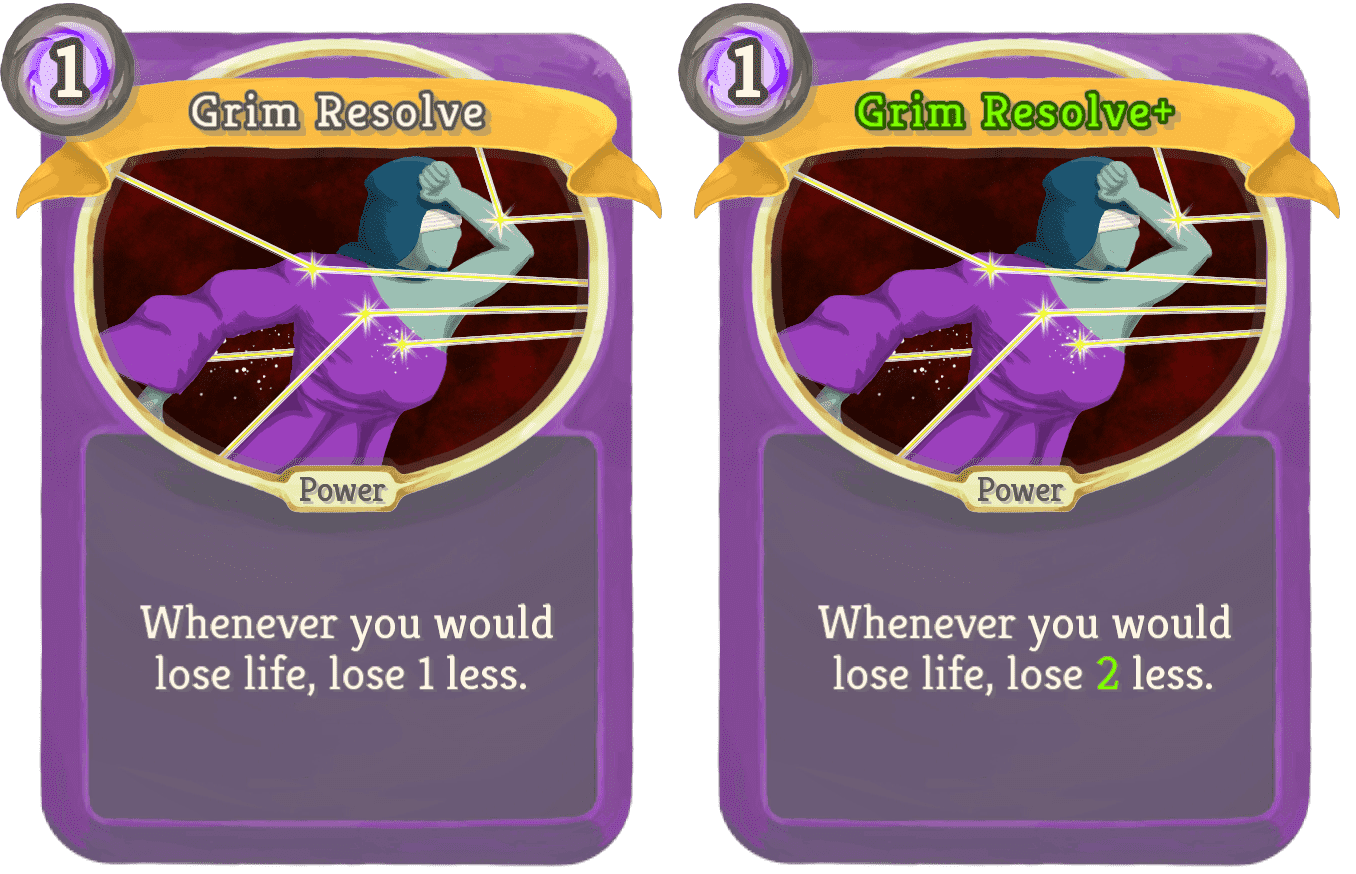 1
Grim Resolve
Power
Whenever you would
lose life, lose 1 less.
1
Grim Resolve+
Power
Whenever you would
lose life, lose 2 less.